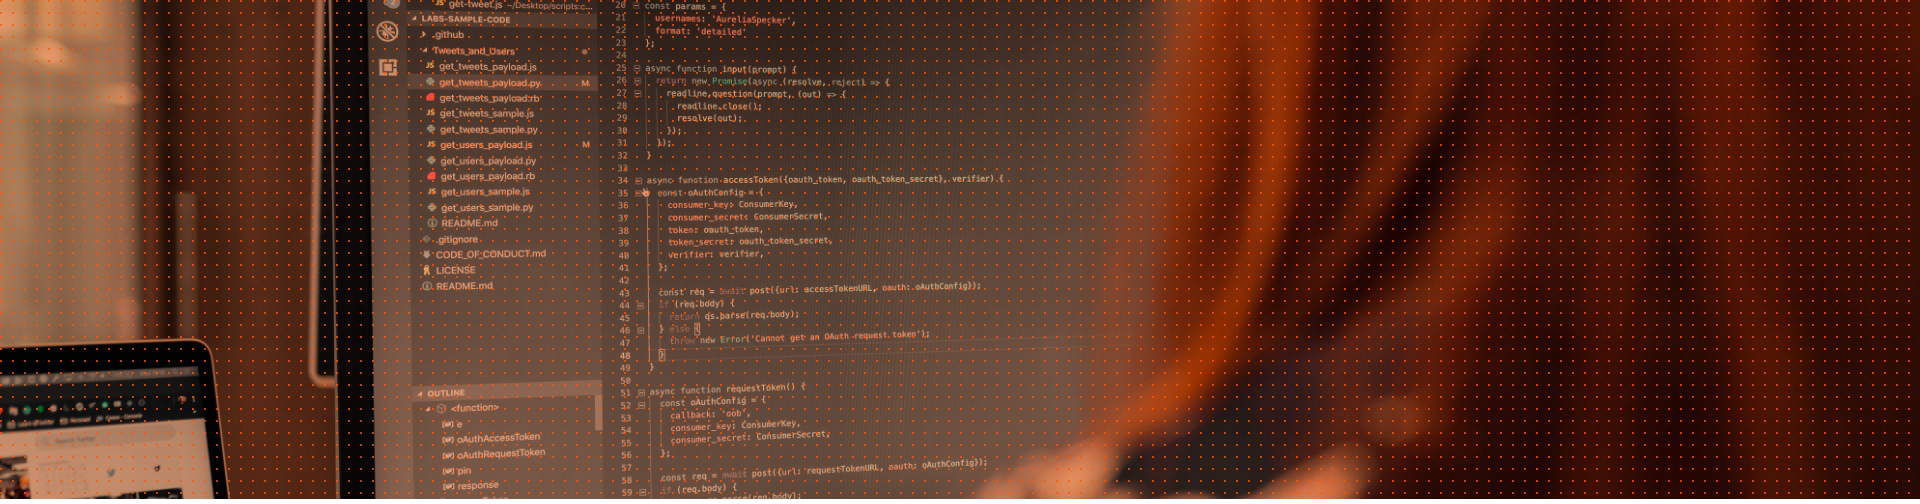 get-tweet.js ~/Desktop/scripts:c...
LABS-SAMPLE-CODE
.github
Tweets_and_Users
get_tweets_payload.js
get_tweets_payload.py M
get_tweets_payload.rb
get_tweets_sample.js
get_tweets_sample.py
get_users_payload.js M
get_users_payload.py
get_users_payload.rb
get_users_sample.js
get_users_sample.py
README.md
.gitignore
CODE_OF_CONDUCT.md
LICENSE
README.md
OUTLINE
<function>
e
oAuthAccessToken
oAuthRequestToken
pin
response
20 const params = {
21 usernames: 'AureliaSpecker',
22 format: 'detailed'
23 };
24
25 async function input(prompt) {
26 return new Promise(async (resolve, reject) => {
27 readline.question(prompt, (out) => {
28 readline.close();
29 resolve(out);
30 });
31 });
32 }
33
34 async function accessToken({oauth_token, oauth_token_secret}, verifier) {
35 const oAuthConfig = {
36 consumer_key: ConsumerKey,
37 consumer_secret: ConsumerSecret,
38 token: oauth_token,
39 token_secret: oauth_token_secret,
40 verifier: verifier,
41 };
42
43 const req = await post({url: accessTokenURL, oauth: oAuthConfig});
44 if (req.body) {
45 return qs.parse(req.body);
46 } else {
47 throw new Error('Cannot get an OAuth request token');
48 }
49 }
50
51 async function requestToken() {
52 const oAuthConfig = {
53 callback: 'oob',
54 consumer_key: ConsumerKey,
55 consumer_secret: ConsumerSecret,
56 };
57
58 const req = await post({url: requestTokenURL, oauth: oAuthConfig});
59 if (req.body) {
Search Twitter